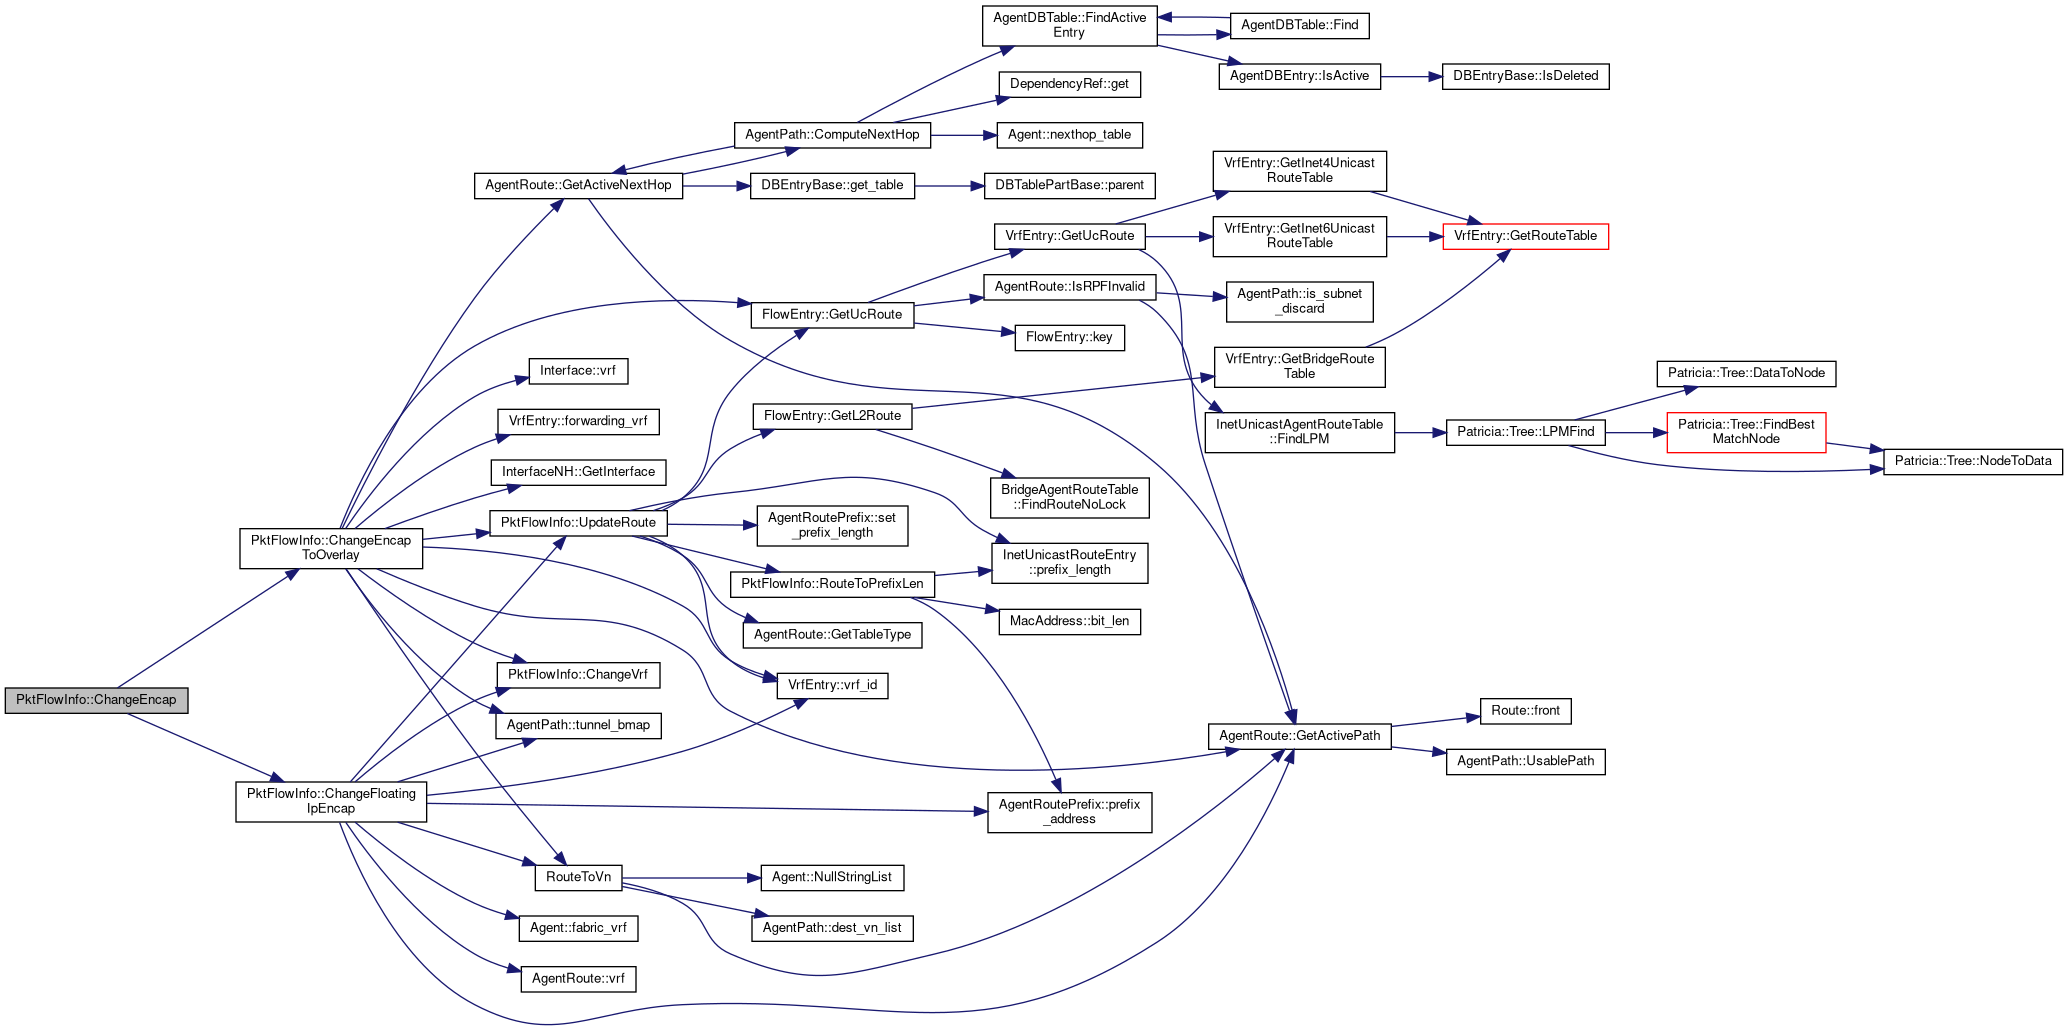 PktFlowInfo::ChangeEncap
PktFlowInfo::ChangeEncap
ToOverlay
PktFlowInfo::ChangeFloating
IpEncap
AgentRoute::GetActiveNextHop
Interface::vrf
VrfEntry::forwarding_vrf
InterfaceNH::GetInterface
PktFlowInfo::UpdateRoute
PktFlowInfo::ChangeVrf
AgentPath::tunnel_bmap
RouteToVn
Agent::fabric_vrf
AgentRoute::vrf
AgentPath::ComputeNextHop
DBEntryBase::get_table
FlowEntry::GetUcRoute
FlowEntry::GetL2Route
AgentRoutePrefix::set
_prefix_length
PktFlowInfo::RouteToPrefixLen
AgentRoute::GetTableType
VrfEntry::vrf_id
Agent::NullStringList
AgentPath::dest_vn_list
AgentDBTable::FindActive
Entry
DependencyRef::get
Agent::nexthop_table
DBTablePartBase::parent
VrfEntry::GetUcRoute
AgentRoute::IsRPFInvalid
FlowEntry::key
BridgeAgentRouteTable
::FindRouteNoLock
InetUnicastRouteEntry
::prefix_length
MacAddress::bit_len
AgentRoutePrefix::prefix
_address
AgentDBTable::Find
AgentDBEntry::IsActive
VrfEntry::GetInet4Unicast
RouteTable
VrfEntry::GetInet6Unicast
RouteTable
AgentPath::is_subnet
_discard
VrfEntry::GetBridgeRoute
Table
InetUnicastAgentRouteTable
::FindLPM
AgentRoute::GetActivePath
DBEntryBase::IsDeleted
VrfEntry::GetRouteTable
Patricia::Tree::LPMFind
Route::front
AgentPath::UsablePath
Patricia::Tree::DataToNode
Patricia::Tree::FindBest
MatchNode
Patricia::Tree::NodeToData